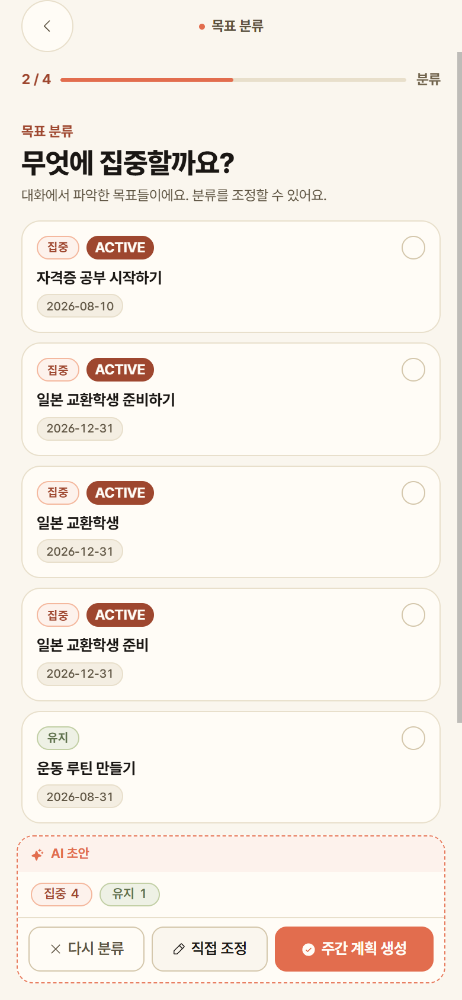 목표 분류
2 / 4 분류
목표 분류
무엇에 집중할까요?
대화에서 파악한 목표들이에요. 분류를 조정할 수 있어요.
집중 ACTIVE
자격증 공부 시작하기
2026-08-10
집중 ACTIVE
일본 교환학생 준비하기
2026-12-31
집중 ACTIVE
일본 교환학생
2026-12-31
집중 ACTIVE
일본 교환학생 준비
2026-12-31
유지
운동 루틴 만들기
2026-08-31
AI 초안
집중 4 유지 1
다시 분류 직접 조정 주간 계획 생성